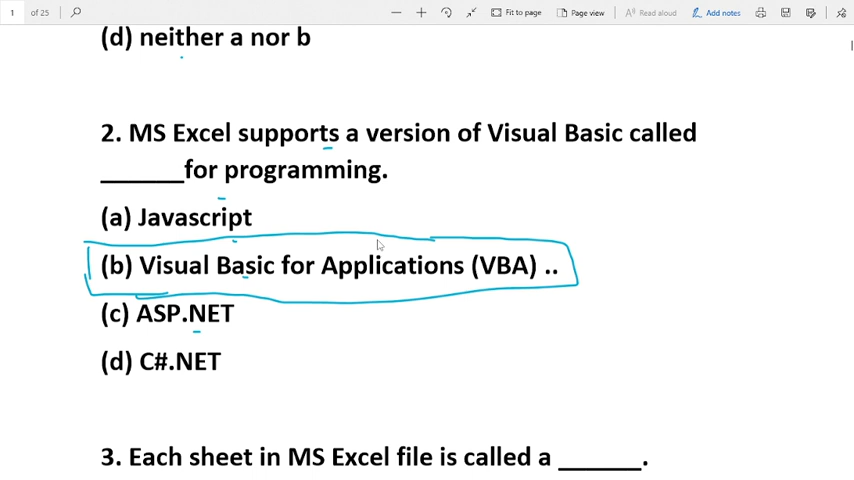 1 of 25 Fit to page Page view Read aloud Add notes
(d) neither a nor b
2. MS Excel supports a version of Visual Basic called
______for programming.
(a) Javascript
(b) Visual Basic for Applications (VBA) ..
(c) ASP.NET
(d) C#.NET
3. Each sheet in MS Excel file is called a ______.